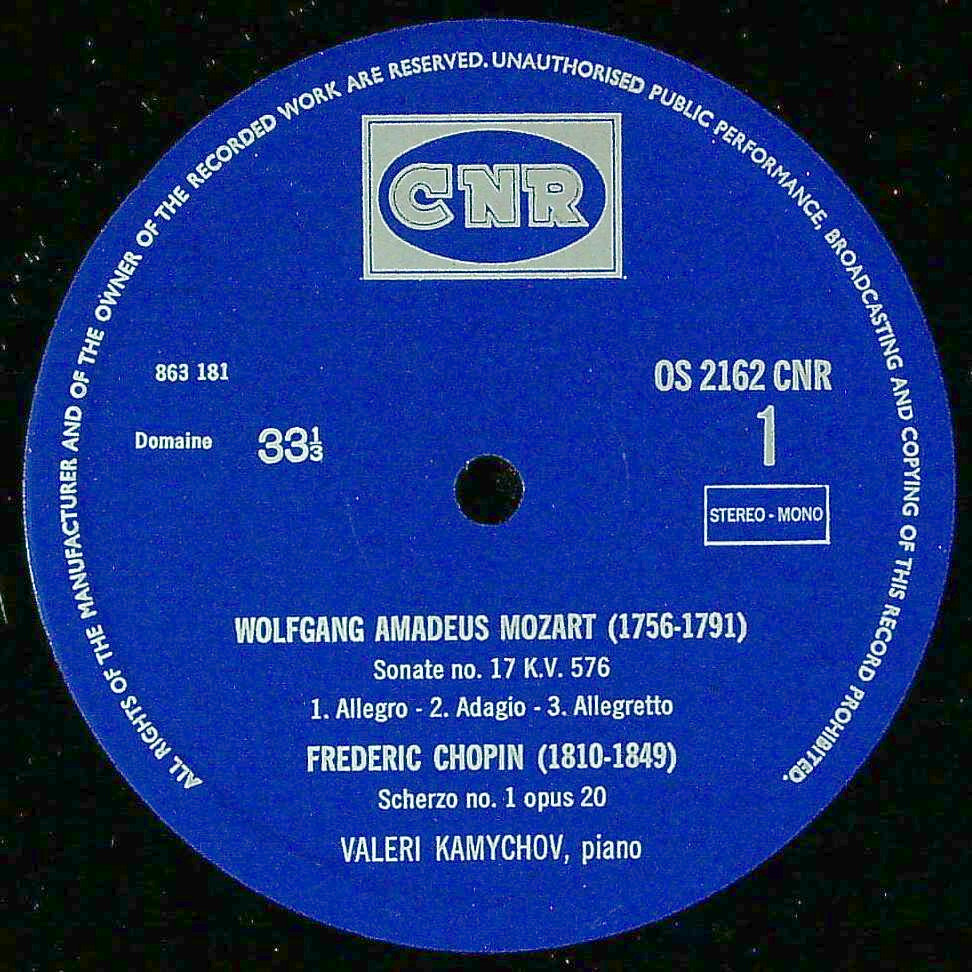 ALL RIGHTS OF THE MANUFACTURER AND OF THE OWNER OF THE RECORDED WORK ARE RESERVED. UNAUTHORISED PUBLIC PERFORMANCE, BROADCASTING AND COPYING OF THIS RECORD PROHIBITED.
CNR
863 181
OS 2162 CNR
Domaine 33⅓
1
STEREO - MONO
WOLFGANG AMADEUS MOZART (1756-1791)
Sonate no. 17 K.V. 576
1. Allegro - 2. Adagio - 3. Allegretto
FREDERIC CHOPIN (1810-1849)
Scherzo no. 1 opus 20
VALERI KAMYCHOV, piano